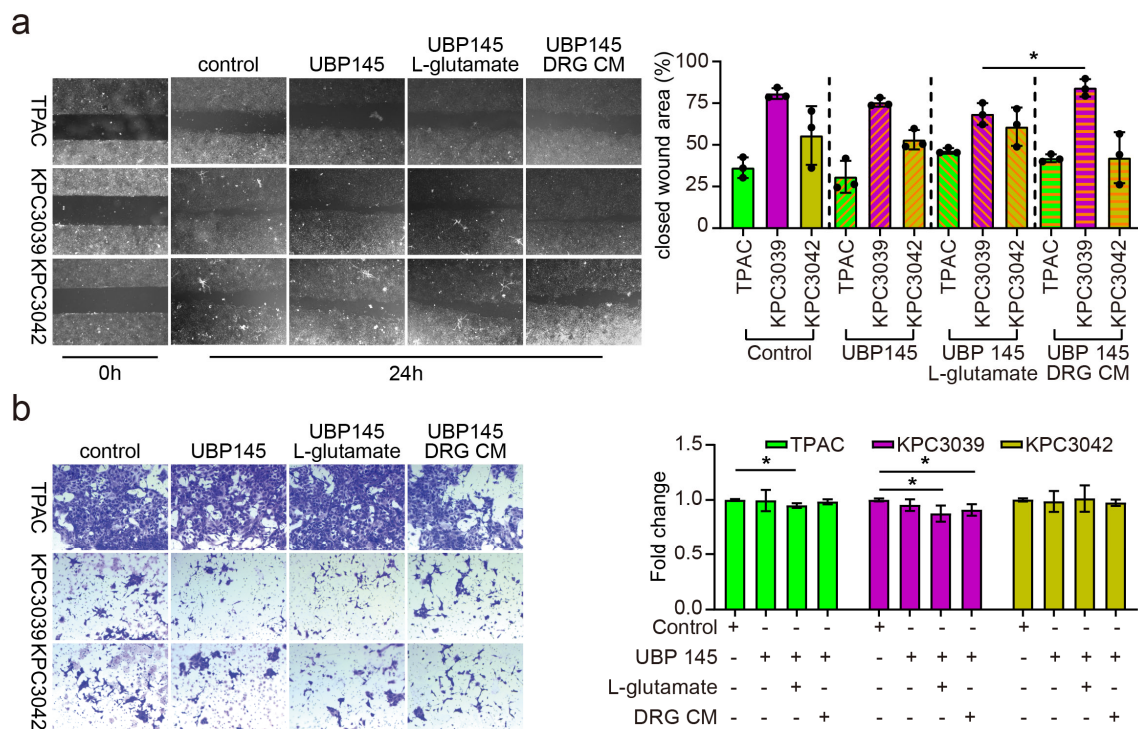 a
control
UBP145
UBP145
L-glutamate
UBP145
DRG CM
TPAC
KPC3039
KPC3042
0h
24h
closed wound area (%)
100
75
50
25
0
*
TPAC
KPC3039
KPC3042
TPAC
KPC3039
KPC3042
TPAC
KPC3039
KPC3042
TPAC
KPC3039
KPC3042
Control
UBP145
UBP 145
L-glutamate
UBP 145
DRG CM
b
control
UBP145
UBP145
L-glutamate
UBP145
DRG CM
TPAC
KPC3039
KPC3042
TPAC KPC3039 KPC3042
Fold change
1.5
1.0
0.5
0.0
*
*
*
Control + - - - + - - - + - - -
UBP 145 - + + + - + + + - + + +
L-glutamate + + +
DRG CM + + +